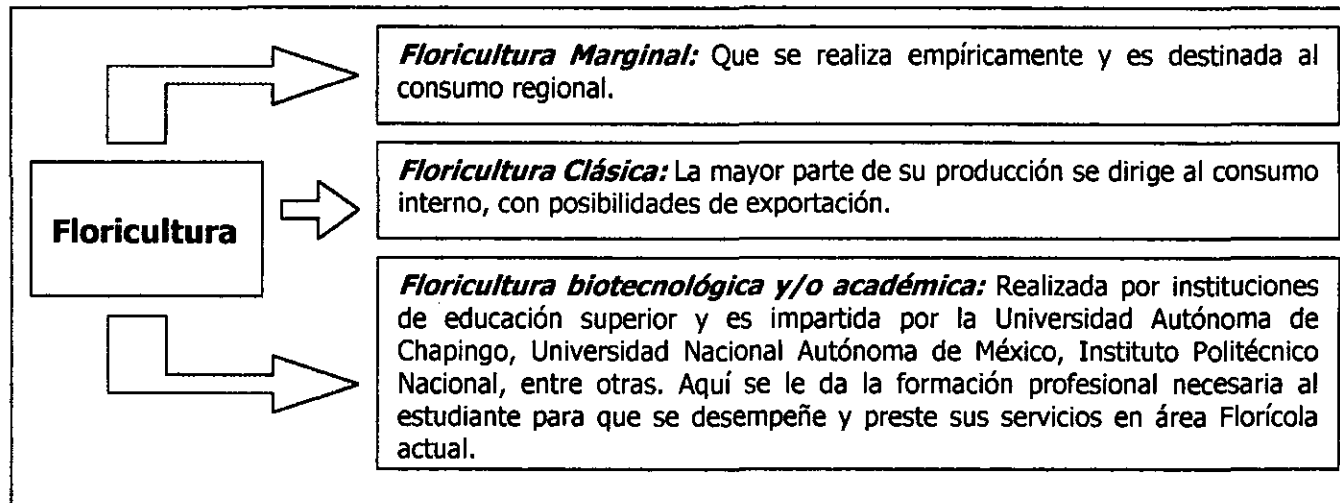 Floricultura Marginal: Que se realiza empíricamente y es destinada al
consumo regional.
Floricultura Clásica: La mayor parte de su producción se dirige al consumo
interno, con posibilidades de exportación.
Floricultura
Floricultura biotecnológica y/o académica: Realizada por instituciones
de educación superior y es impartida por la Universidad Autónoma de
Chapingo, Universidad Nacional Autónoma de México, Instituto Politécnico
Nacional, entre otras. Aquí se le da la formación profesional necesaria al
estudiante para que se desempeñe y preste sus servicios en área Florícola
actual.